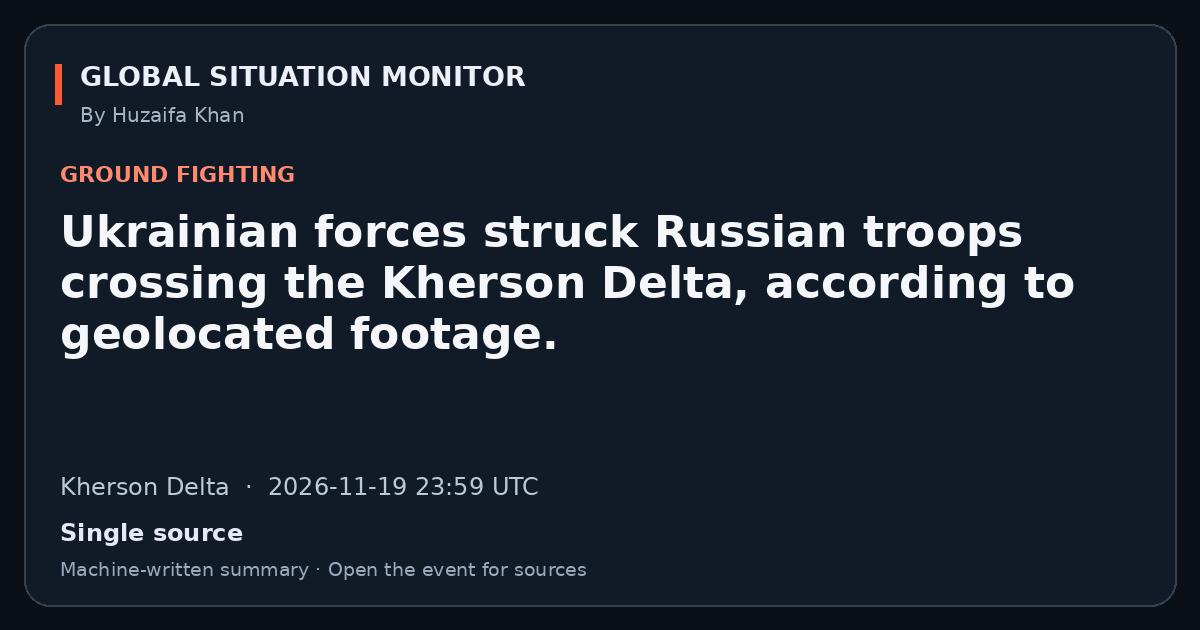 GLOBAL SITUATION MONITOR
By Huzaifa Khan
GROUND FIGHTING
Ukrainian forces struck Russian troops
crossing the Kherson Delta, according to
geolocated footage.
Kherson Delta · 2026-11-19 23:59 UTC
Single source
Machine-written summary · Open the event for sources